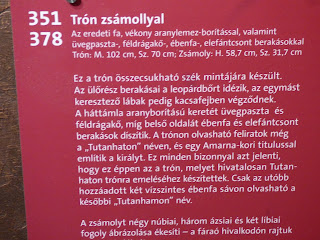 351 Trón zsámollyal
378 Az eredeti fa, vékony aranylemez-borítással, valamint
üvegpaszta-, féldrágakő-, ébenfa-, elefántcsont berakásokkal
Trón: M. 102 cm, Sz. 70 cm; Zsámoly: H. 58,7 cm, Sz. 31,7 cm
Ez a trón összecsukható szék mintájára készült.
Az ülőrész berakásai a leopárdbőrt idézik, az egymást
keresztező lábak pedig kacsafejben végződnek.
A háttámla aranyborítású keretét üvegpaszta és
féldrágakő, míg belső oldalát ébenfa és elefántcsont
berakások díszítik. A trónon olvasható feliratok még
a „Tutanhaton” néven, és egy Amarna-kori titulussal
említik a királyt. Ez minden bizonnyal azt jelenti,
hogy ez éppen az a trón, melyet hivatalosan Tutan-
haton trónra emeléséhez készítettek. Csak az utóbb
hozzáadott két vízszintes ébenfa sávon olvasható a
későbbi „Tutanhamon” név.
A zsámolyt négy núbiai, három ázsiai és két líbiai
fogoly ábrázolása ékesíti – a fáraó hivalkodón rajtuk